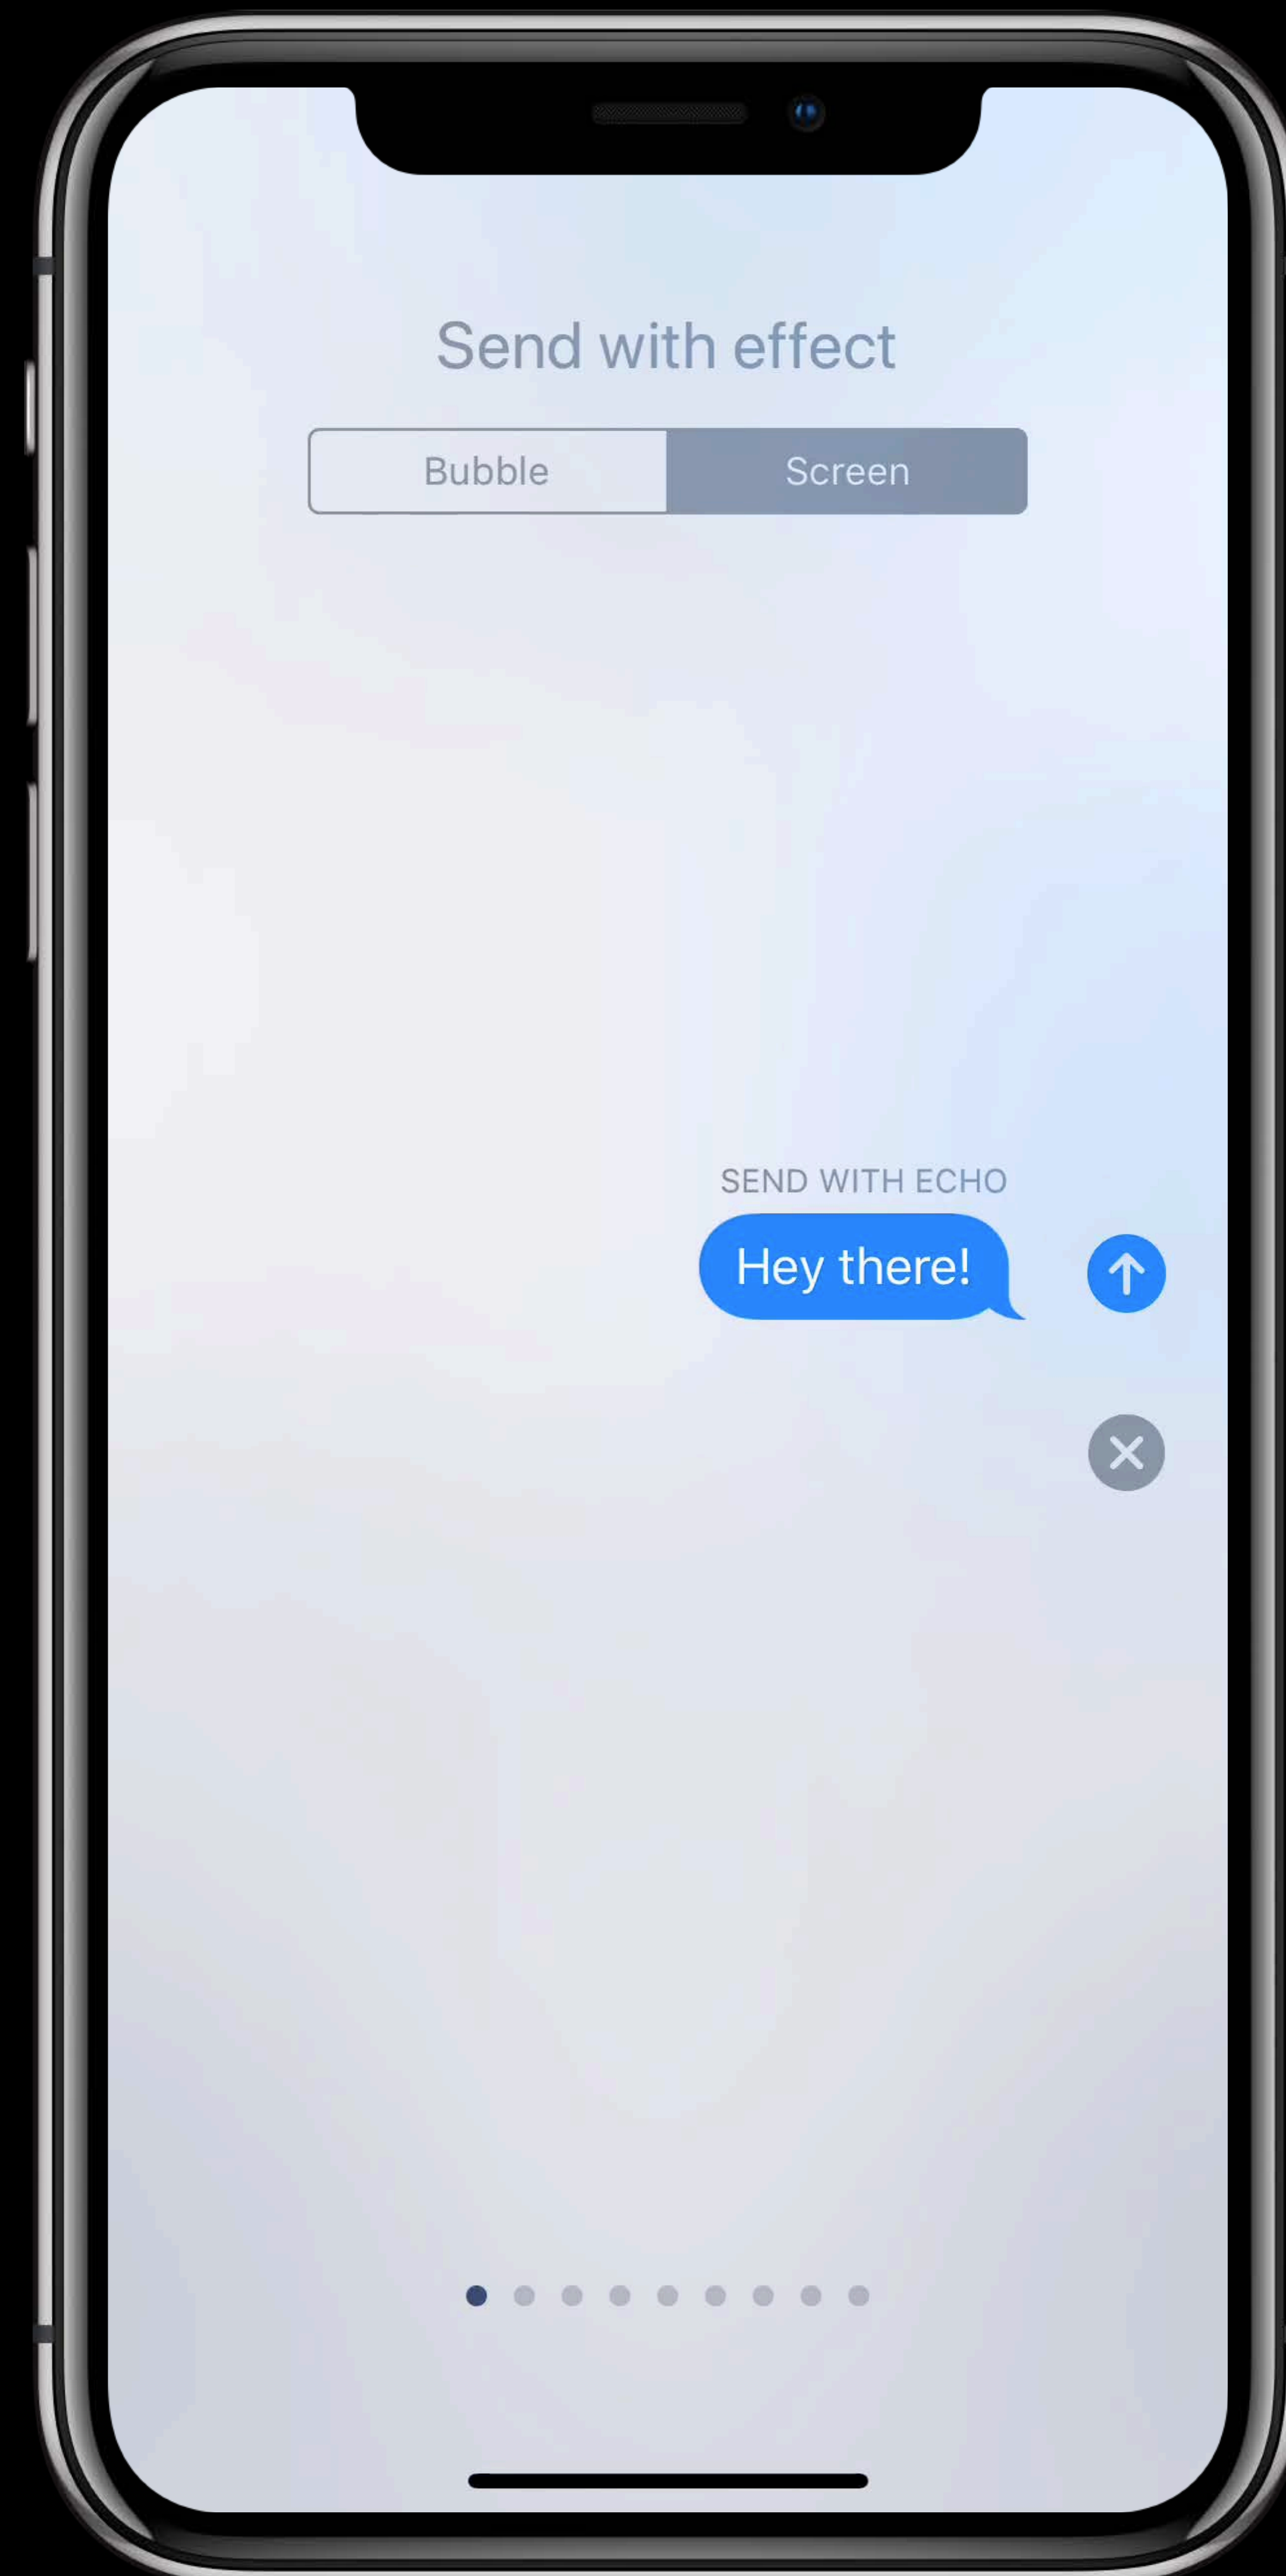 Send with effect
Bubble
Screen
SEND WITH ECHO
Hey there!